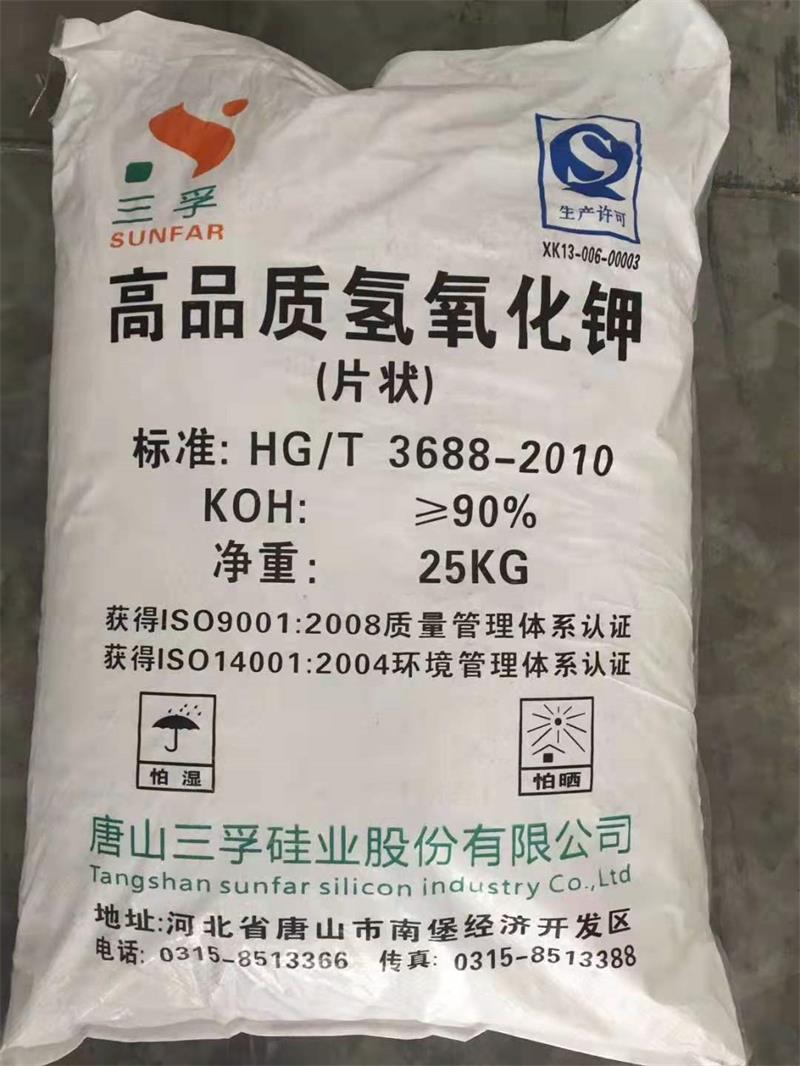 三孚
SUNFAR
生产许可
XK13-006-00003
高品质氢氧化钾
(片状)
标准: HG/T 3688-2010
KOH: ≥90%
净重: 25KG
获得ISO9001:2008质量管理体系认证
获得ISO14001:2004环境管理体系认证
怕湿
怕晒
唐山三孚硅业股份有限公司
Tangshan sunfar silicon industry Co.,Ltd
地址:河北省唐山市南堡经济开发区
电话: 0315-8513366 传真: 0315-8513388